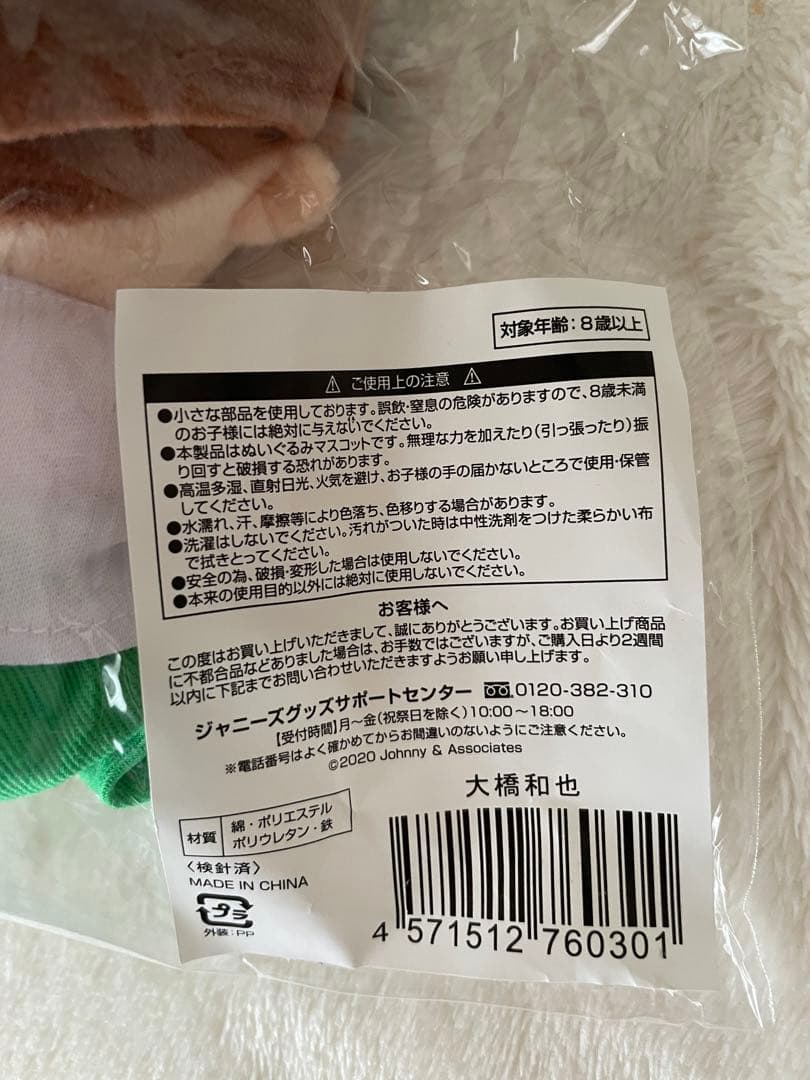 対象年齢:8歳以上
⚠ ご使用上の注意 ⚠
●小さな部品を使用しております。誤飲・窒息の危険がありますので、8歳未満
のお子様には絶対に与えないでください。
●本製品はぬいぐるみマスコットです。無理な力を加えたり(引っ張ったり)振
り回すと破損する恐れがあります。
●高温多湿、直射日光、火気を避け、お子様の手の届かないところで使用・保管
してください。
●水濡れ、汗、摩擦等により色落ち、色移りする場合があります。
●洗濯はしないでください。汚れがついた時は中性洗剤をつけた柔らかい布
で拭きとってください。
●安全の為、破損・変形した場合は使用しないでください。
●本来の使用目的以外には絶対に使用しないでください。
お客様へ
この度はお買い上げいただきまして、誠にありがとうございます。お買い上げ商品
に不都合品などありました場合は、お手数ではございますが、ご購入日より2週間
以内に下記までお問い合わせいただきますようお願い申し上げます。
ジャニーズグッズサポートセンター 0120-382-310
【受付時間】月〜金(祝祭日を除く)10:00〜18:00
※電話番号はよく確かめてからお間違いのないようにご注意ください。
©2020 Johnny & Associates
大橋和也
材質 綿・ポリエステル
ポリウレタン・鉄
〈検針済〉
MADE IN CHINA
プラ
外装:PP
4 571512 760301